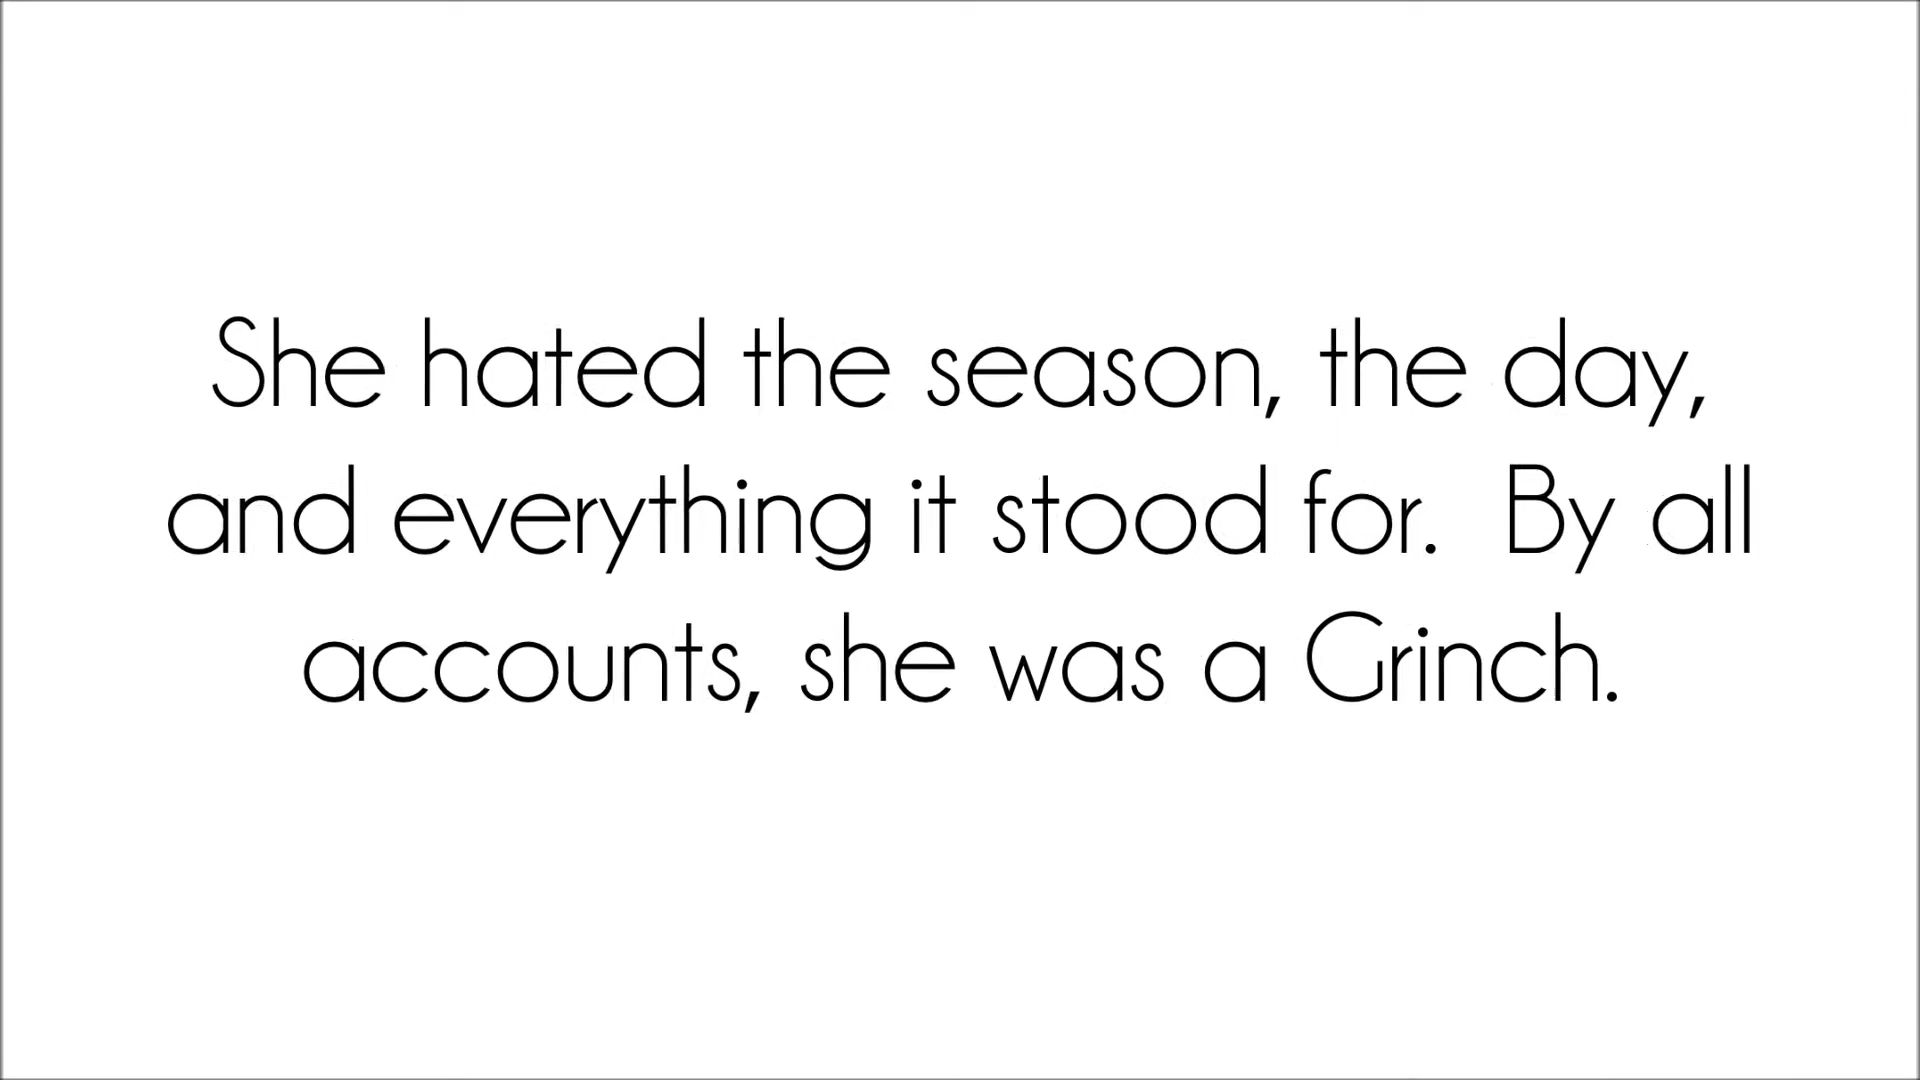 She hated the season, the day,
and everything it stood for.  By all
accounts, she was a Grinch.